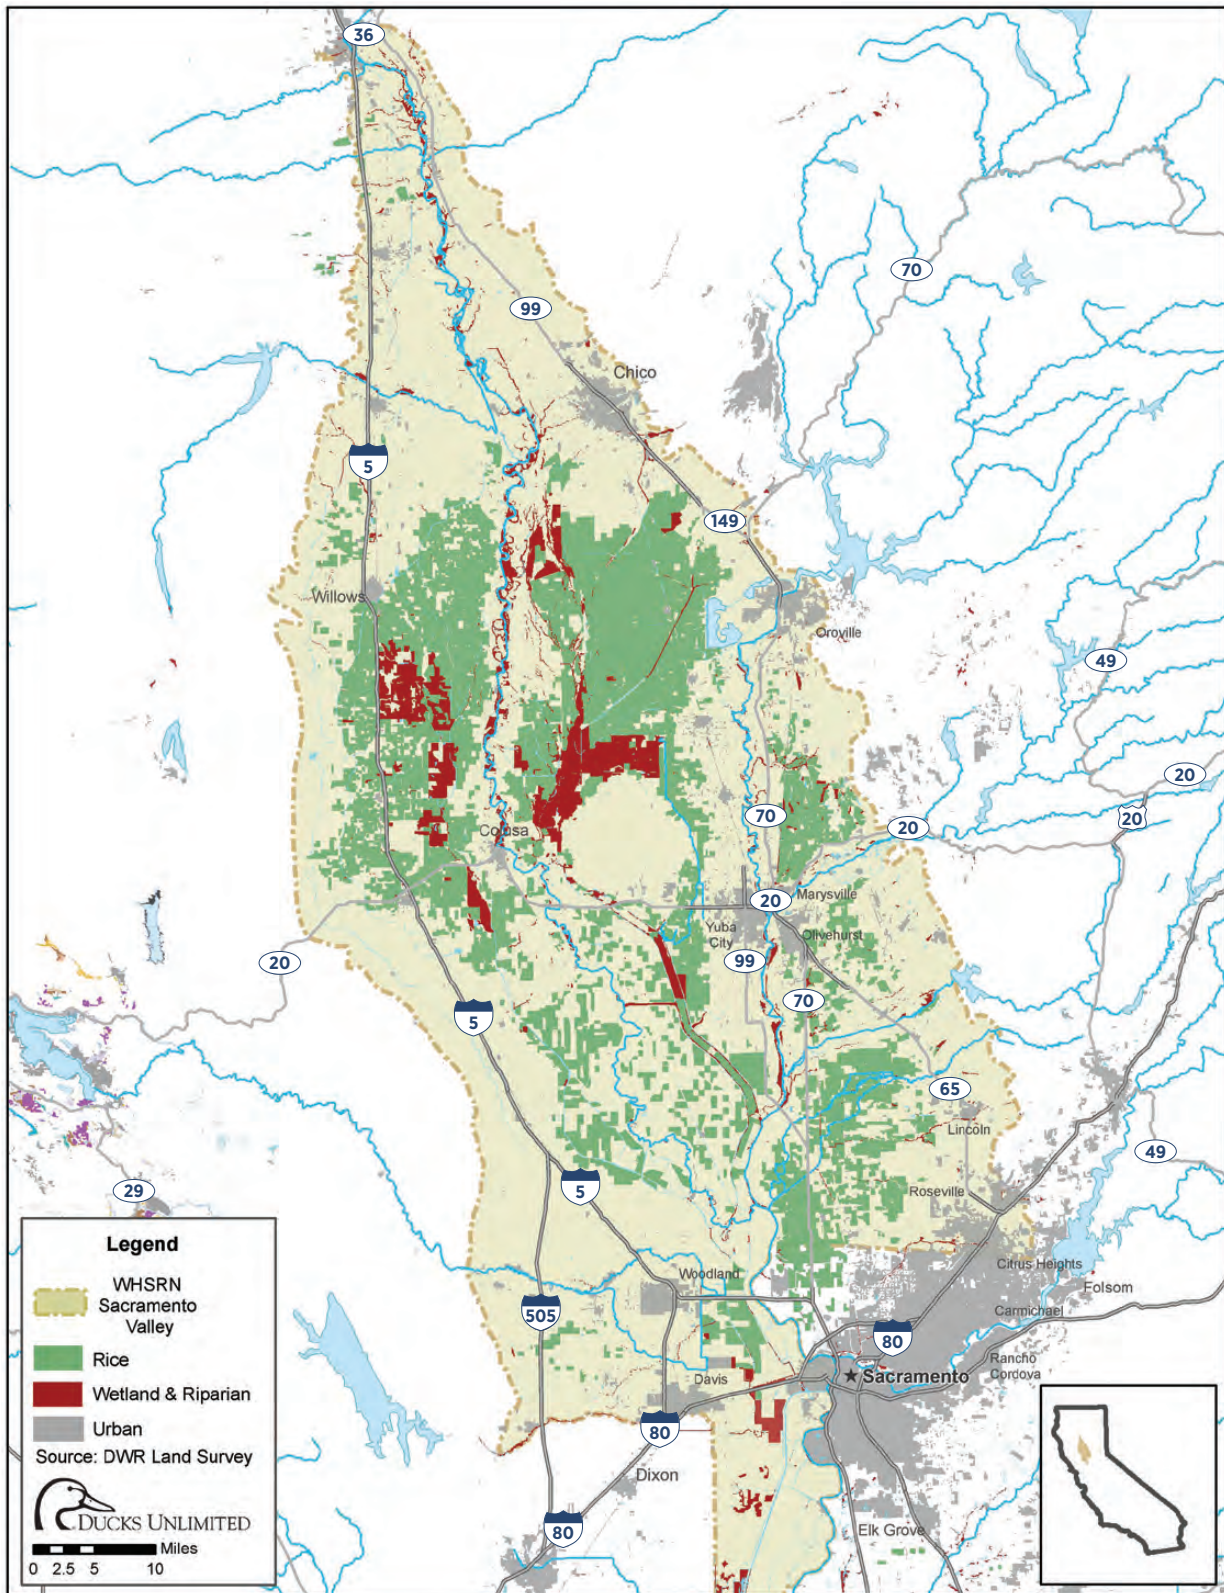 36
70
99
Chico
5
149
Willows
Oroville
49
20
70
20
20
Colusa
20
Marysville
Yuba
City
Olivehurst
99
20
70
5
65
Lincoln
49
29
5
Roseville
Citrus Heights
Folsom
Woodland
Carmichael
505
80
Rancho
Cordova
Davis
Sacramento
80
Dixon
80
Elk Grove
Legend
WHSRN
Sacramento
Valley
Rice
Wetland & Riparian
Urban
Source: DWR Land Survey
DUCKS UNLIMITED
Miles
0 2.5 5 10